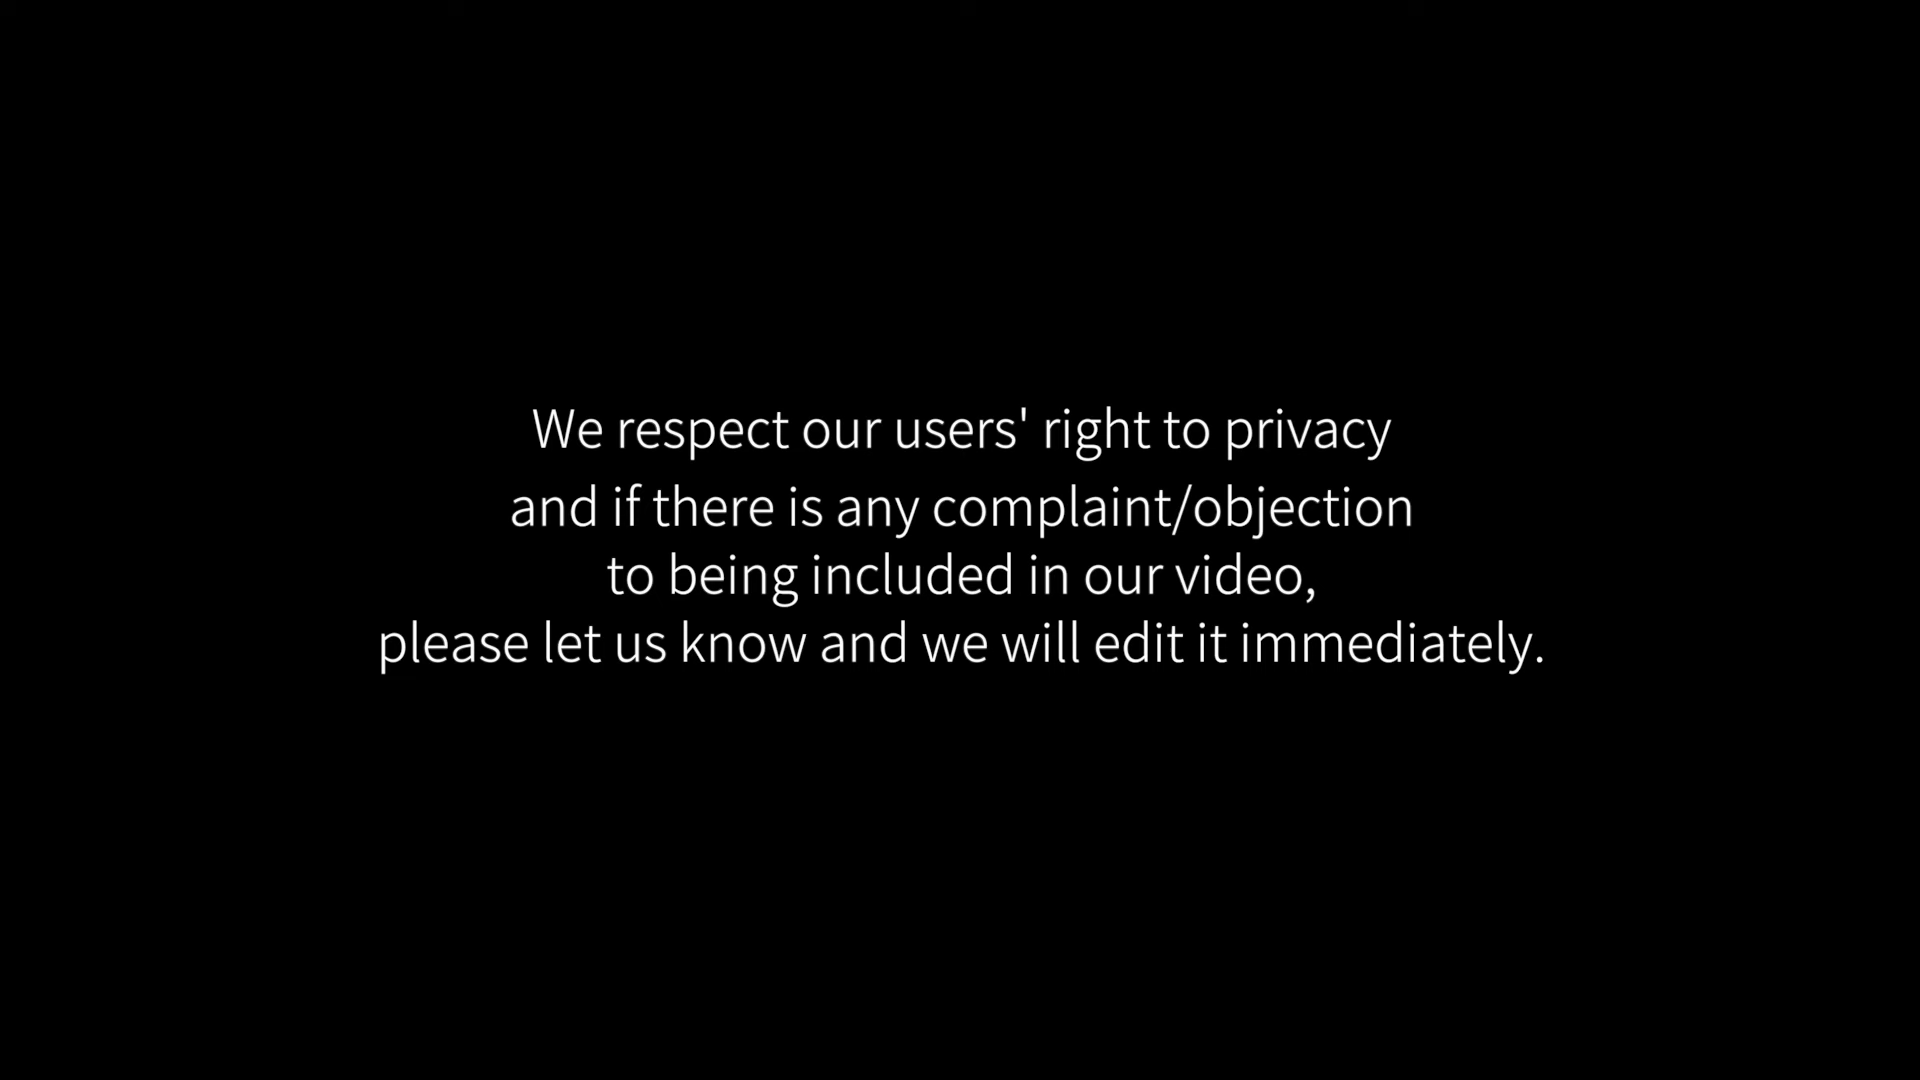 We respect our users' right to privacy
and if there is any complaint/objection
to being included in our video,
please let us know and we will edit it immediately.